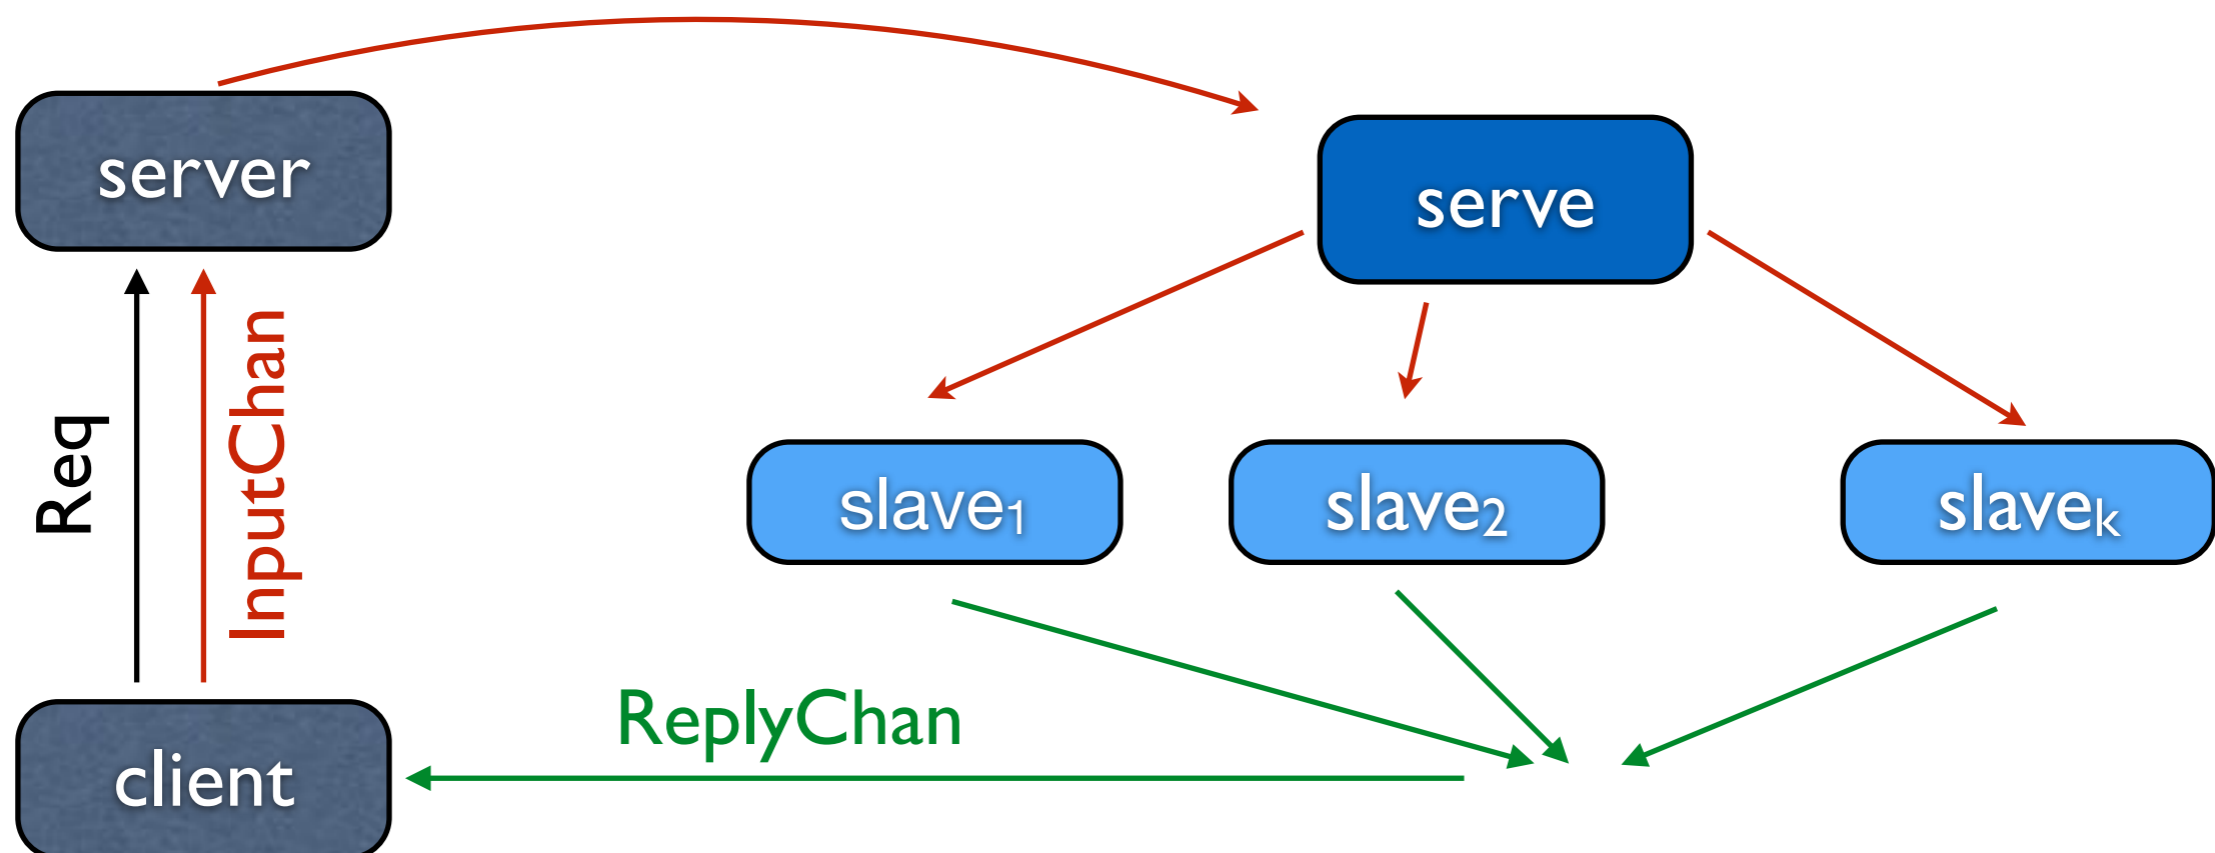 server
serve
Req
InputChan
slave₁
slave₂
slaveₖ
ReplyChan
client